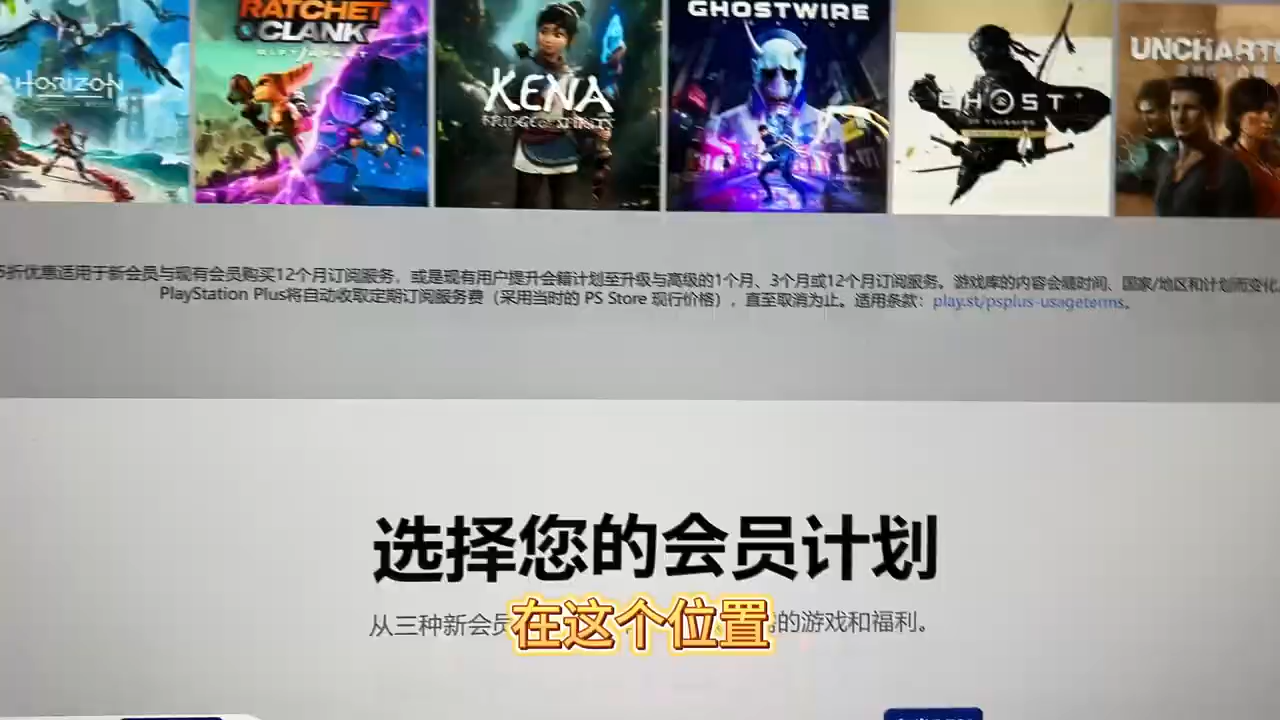 HORIZON
RATCHET
CLANK
KENA
BRIDGE OF SPIRITS
GHOSTWIRE
GHOST
UNCHART
5折优惠适用于新会员与现有会员购买12个月订阅服务，或是现有用户提升会籍计划至升级与高级的1个月、3个月或12个月订阅服务。游戏库的内容会随时间、国家/地区和计划而变化
PlayStation Plus将自动收取定期订阅服务费（采用当时的 PS Store 现行价格），直至取消为止。适用条款：play.st/psplus-usageterms。
选择您的会员计划
从三种新会员
的游戏和福利。
在这个位置